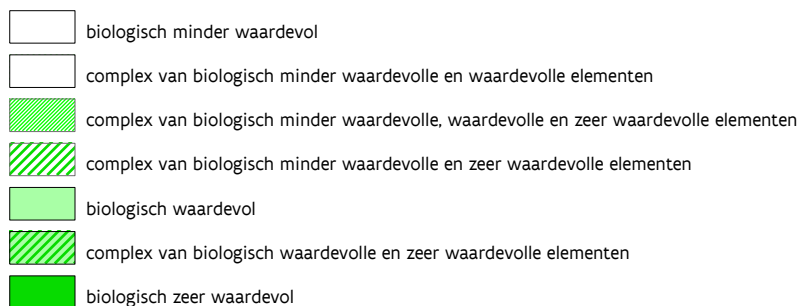 biologisch minder waardevol
complex van biologisch minder waardevolle en waardevolle elementen
complex van biologisch minder waardevolle, waardevolle en zeer waardevolle elementen
complex van biologisch minder waardevolle en zeer waardevolle elementen
biologisch waardevol
complex van biologisch waardevolle en zeer waardevolle elementen
biologisch zeer waardevol